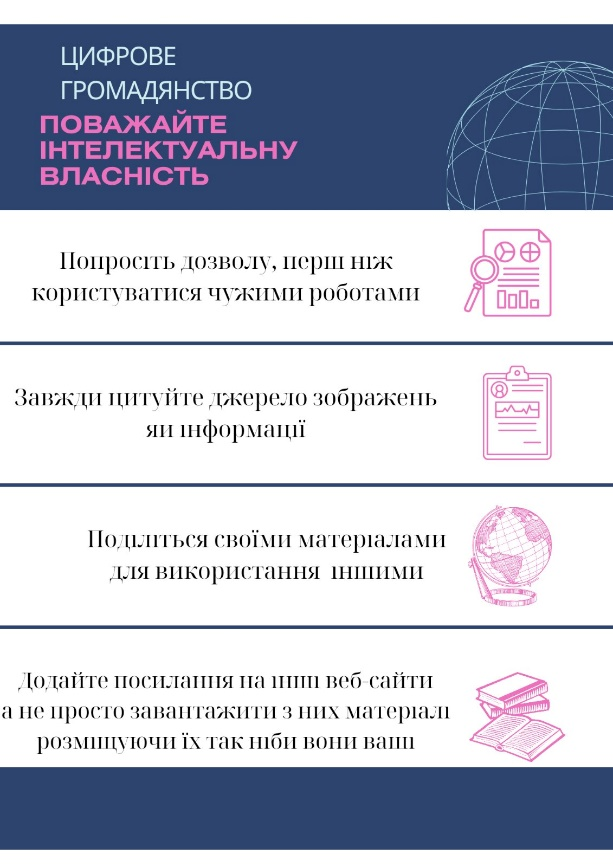 ЦИФРОВЕ
ГРОМАДЯНСТВО
ПОВАЖАЙТЕ
ІНТЕЛЕКТУАЛЬНУ
ВЛАСНІСТЬ
Попросіть дозволу, перш ніж
користуватися чужими роботами
Завжди цитуйте джерело зображень
яи інформації
Поділіться своїми матеріалами
для використання іншими
Додайте посилання на інші веб-сайти
а не просто завантажити з них матеріалі
розміщуючи їх так ніби вони ваші